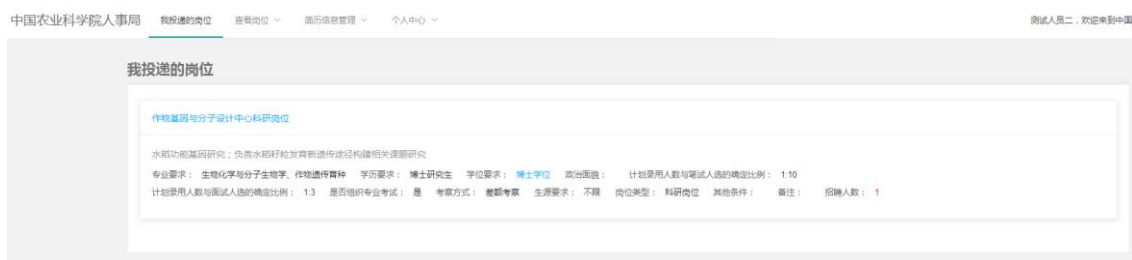 中国农业科学院人事局 我投递的岗位 查看岗位 简历信息管理 个人中心 测试人员二，欢迎来到中国
我投递的岗位
作物基因与分子设计中心科研岗位
水稻功能基因研究；负责水稻籽粒发育新遗传途径构建相关课题研究
专业要求： 生物化学与分子生物学、作物遗传育种 学历要求： 博士研究生 学位要求： 博士学位 政治面貌： 计划录用人数与笔试人选的确定比例： 1:10
计划录用人数与面试人选的确定比例： 1:3 是否组织专业考试： 是 考察方式： 差额考察 生源要求： 不限 岗位类型： 科研岗位 其他条件： 备注： 招聘人数： 1